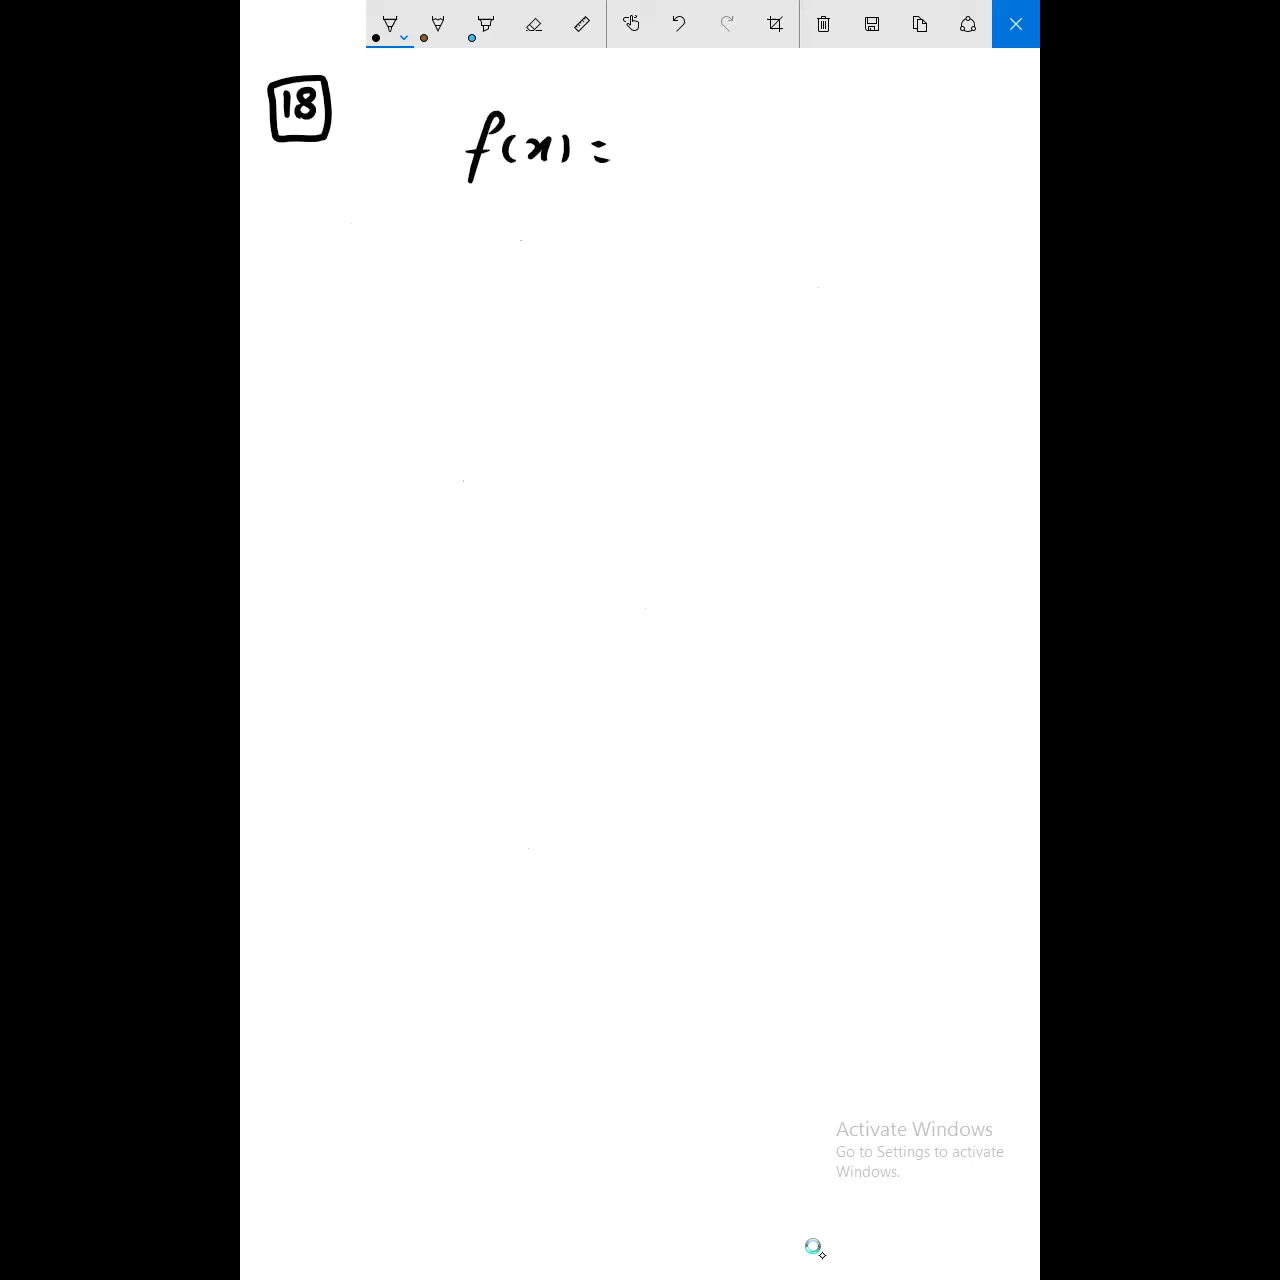 18
f(x) =
Activate Windows
Go to Settings to activate
Windows.